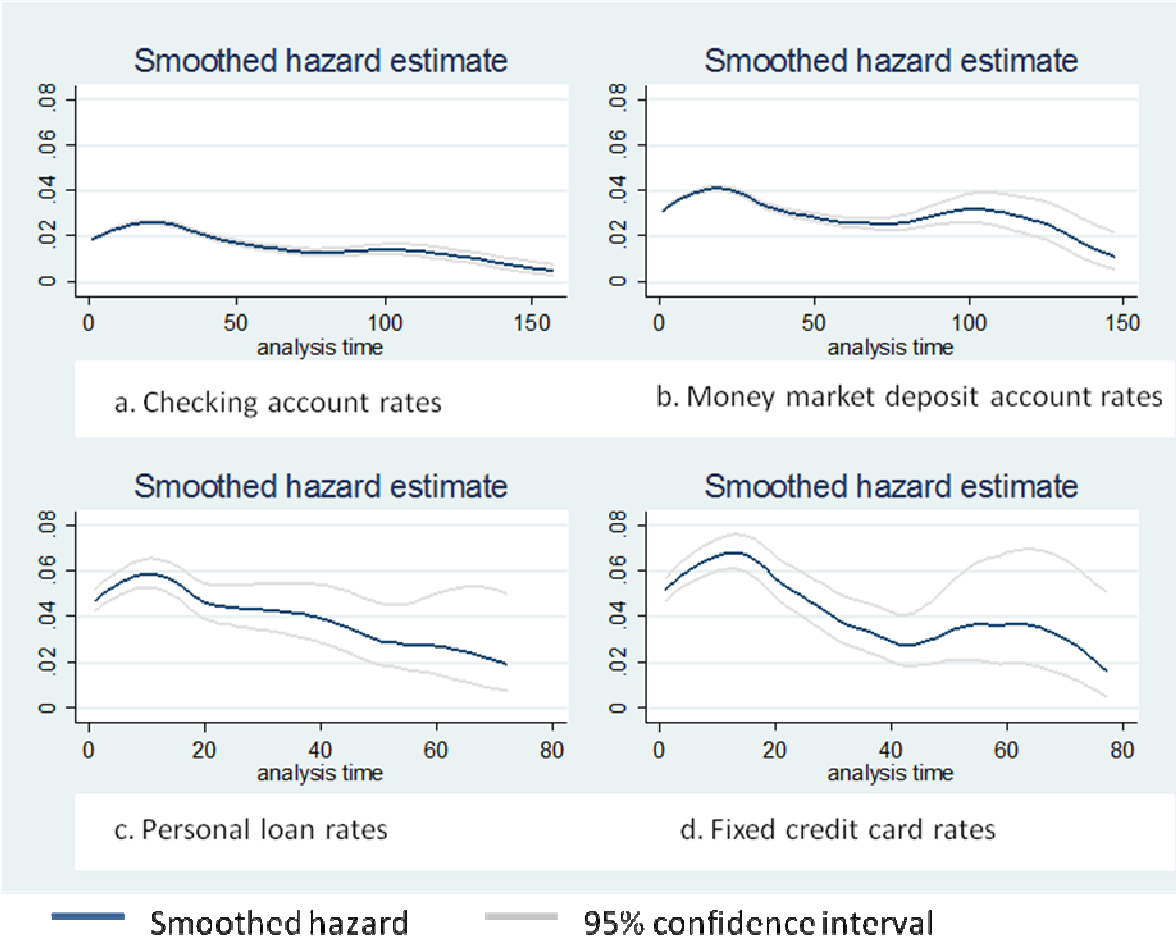 Smoothed hazard estimate
.08
.06
.04
.02
0
0 50 100 150
analysis time
a. Checking account rates
Smoothed hazard estimate
.08
.06
.04
.02
0
0 50 100 150
analysis time
b. Money market deposit account rates
Smoothed hazard estimate
.08
.06
.04
.02
0
0 20 40 60 80
analysis time
c. Personal loan rates
Smoothed hazard estimate
.08
.06
.04
.02
0
0 20 40 60 80
analysis time
d. Fixed credit card rates
Smoothed hazard 95% confidence interval